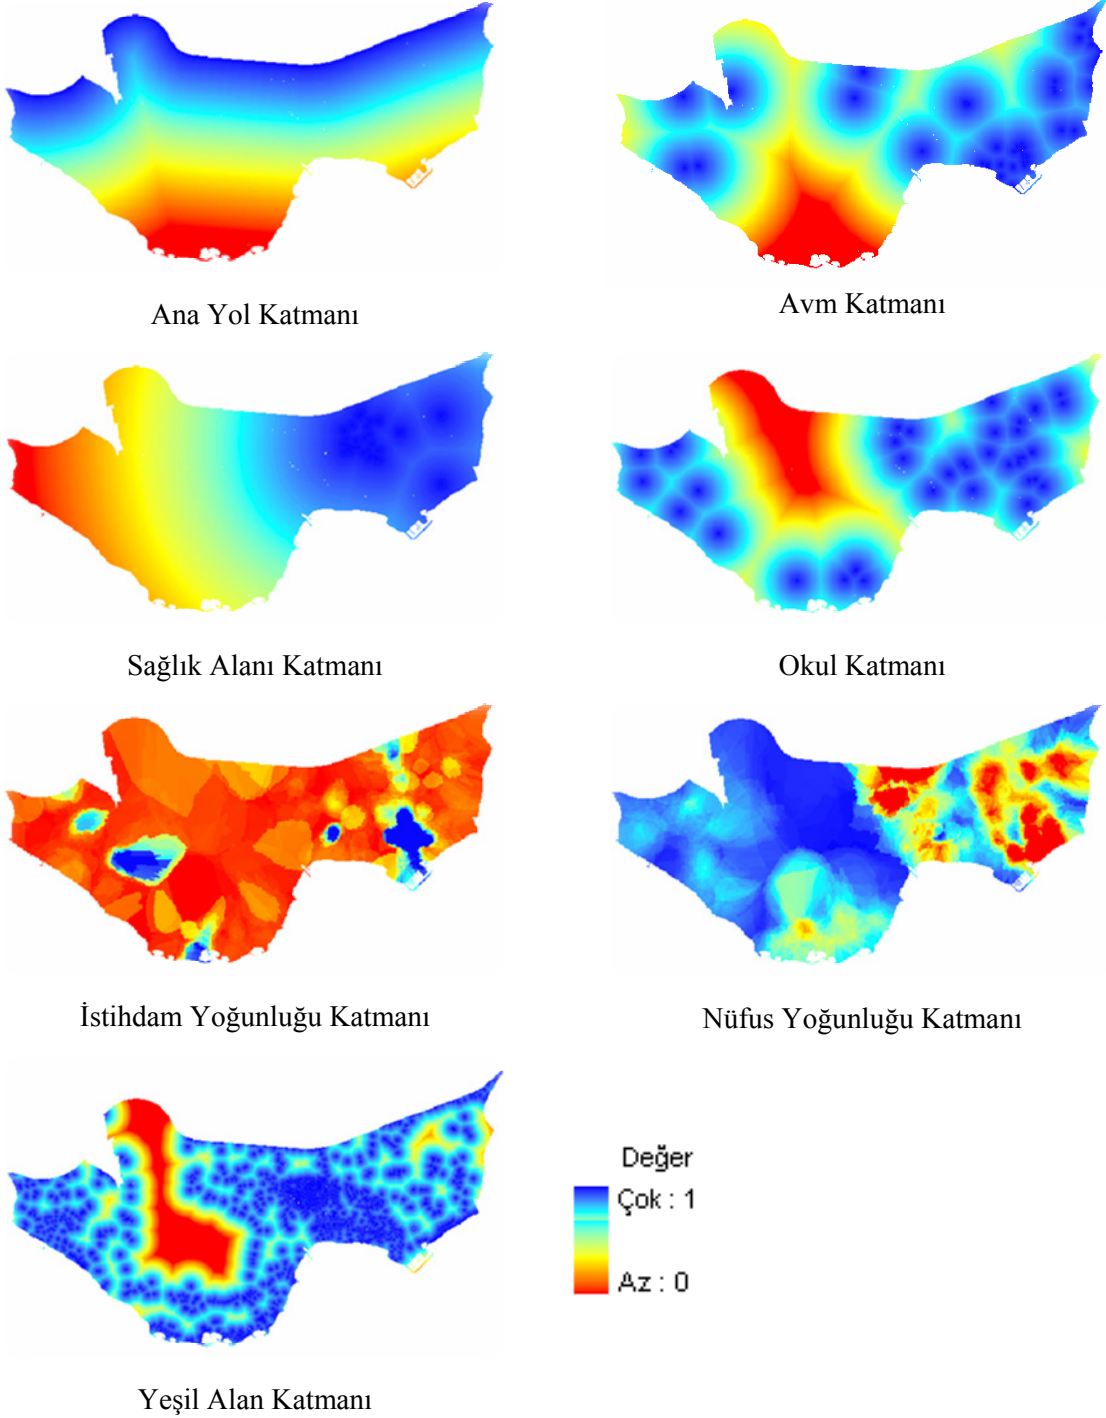 Ana Yol Katmanı
Avm Katmanı
Sağlık Alanı Katmanı
Okul Katmanı
İstihdam Yoğunluğu Katmanı
Nüfus Yoğunluğu Katmanı
Değer
Çok : 1
Az : 0
Yeşil Alan Katmanı